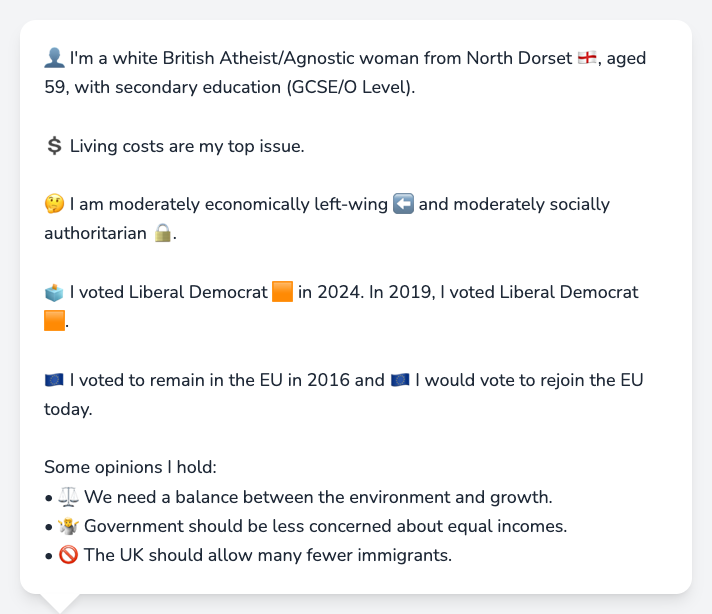 👤 I'm a white British Atheist/Agnostic woman from North Dorset 🏴󠁧󠁢󠁥󠁮󠁧󠁿, aged
59, with secondary education (GCSE/O Level).
💲 Living costs are my top issue.
🤔 I am moderately economically left-wing ⬅️ and moderately socially
authoritarian 🔒.
🗳️ I voted Liberal Democrat 🟧 in 2024. In 2019, I voted Liberal Democrat
🟧.
🇪🇺 I voted to remain in the EU in 2016 and 🇪🇺 I would vote to rejoin the EU
today.
Some opinions I hold:
• ⚖️ We need a balance between the environment and growth.
• 🤷 Government should be less concerned about equal incomes.
• 🚫 The UK should allow many fewer immigrants.